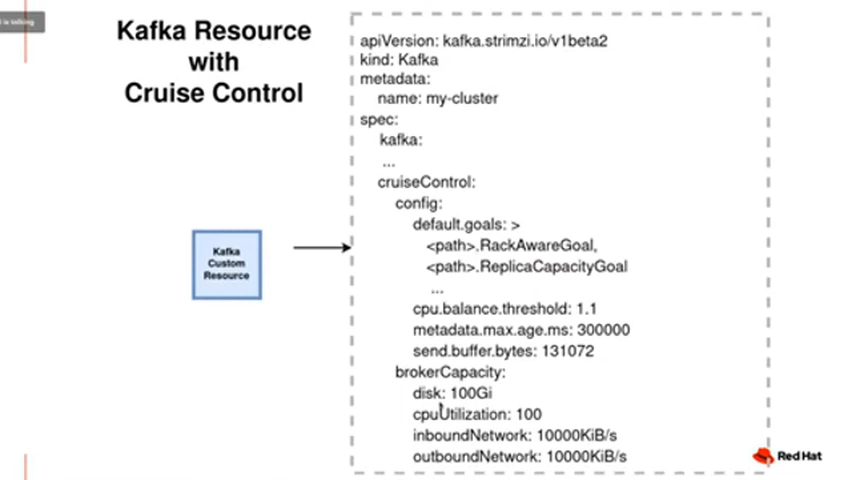 is talking
Kafka Resource
with
Cruise Control
Kafka
Custom
Resource
apiVersion: kafka.strimzi.io/v1beta2
kind: Kafka
metadata:
name: my-cluster
spec:
kafka:
...
cruiseControl:
config:
default.goals: >
<path>.RackAwareGoal,
<path>.ReplicaCapacityGoal
...
cpu.balance.threshold: 1.1
metadata.max.age.ms: 300000
send.buffer.bytes: 131072
brokerCapacity:
disk: 100Gi
cpuUtilization: 100
inboundNetwork: 10000KiB/s
outboundNetwork: 10000KiB/s
Red Hat